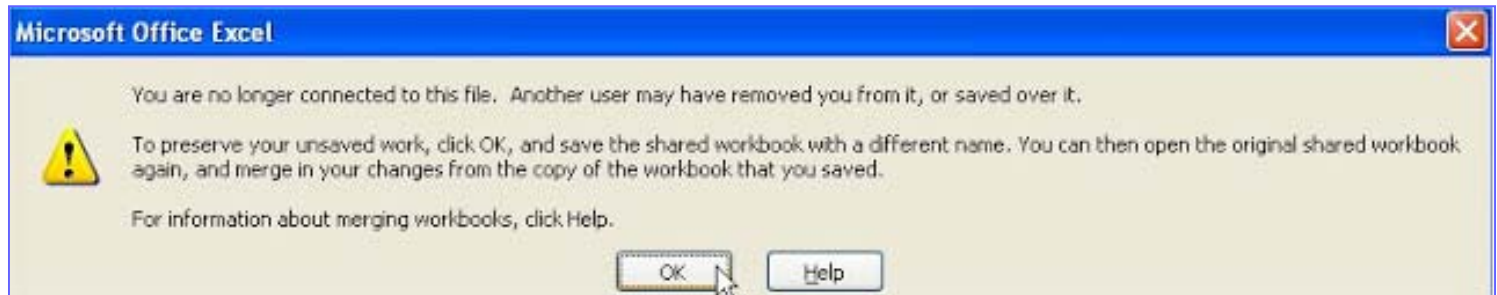 Microsoft Office Excel
You are no longer connected to this file. Another user may have removed you from it, or saved over it.
To preserve your unsaved work, click OK, and save the shared workbook with a different name. You can then open the original shared workbook
again, and merge in your changes from the copy of the workbook that you saved.
For information about merging workbooks, click Help.
OK Help